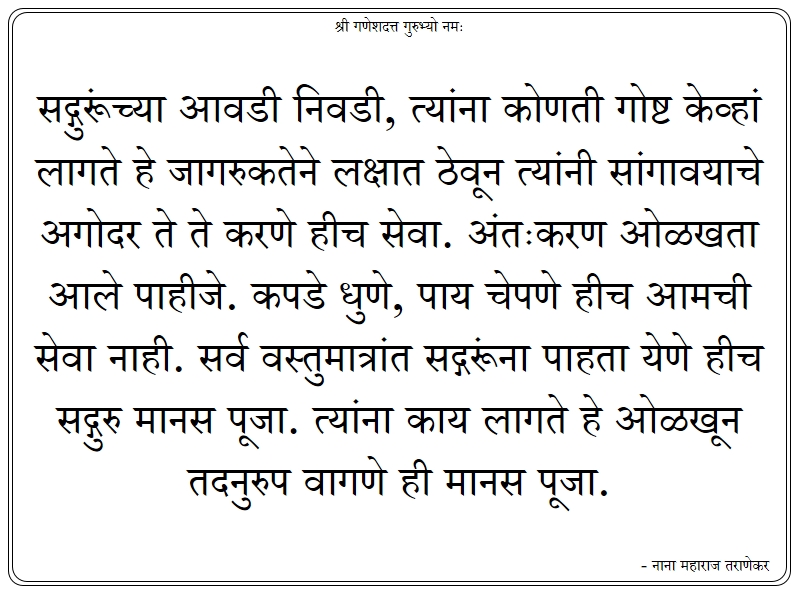 श्री गणेशदत्त गुरुभ्यो नमः
सद्गुरूंच्या आवडी निवडी, त्यांना कोणती गोष्ट केव्हां
लागते हे जागरुकतेने लक्षात ठेवून त्यांनी सांगावयाचे
अगोदर ते ते करणे हीच सेवा. अंतःकरण ओळखता
आले पाहीजे. कपडे धुणे, पाय चेपणे हीच आमची
सेवा नाही. सर्व वस्तुमात्रांत सद्गरूंना पाहता येणे हीच
सद्गुरु मानस पूजा. त्यांना काय लागते हे ओळखून
तदनुरुप वागणे ही मानस पूजा.
- नाना महाराज तराणेकर